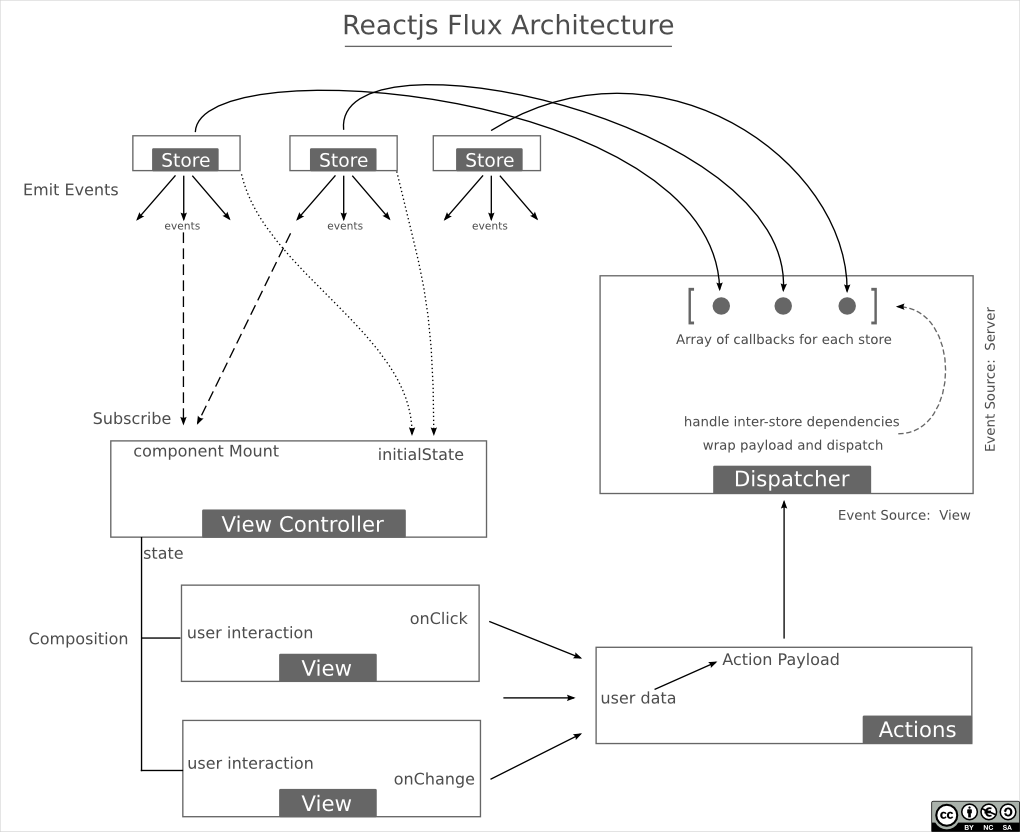 Reactjs Flux Architecture
Store
Store
Store
Emit Events
events
events
events
[ ]
Array of callbacks for each store
Event Source: Server
handle inter-store dependencies
wrap payload and dispatch
Dispatcher
Event Source: View
Subscribe
component Mount
initialState
View Controller
state
Composition
onClick
user interaction
View
user interaction
onChange
View
Action Payload
user data
Actions
cc
BY NC SA